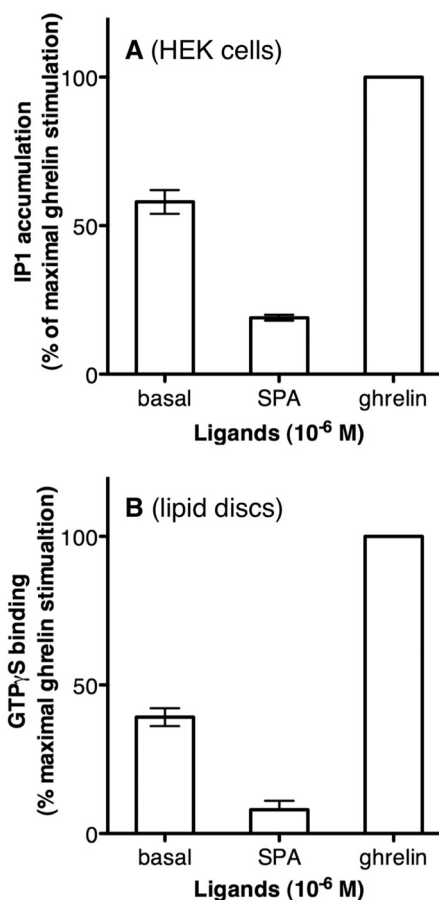 A (HEK cells)
IP1 accumulation
(% of maximal ghrelin stimulation)
100
50
0
basal SPA ghrelin
Ligands (10⁻⁶ M)
B (lipid discs)
GTPγS binding
(% maximal ghrelin stimualtion)
100
50
0
basal SPA ghrelin
Ligands (10⁻⁶ M)